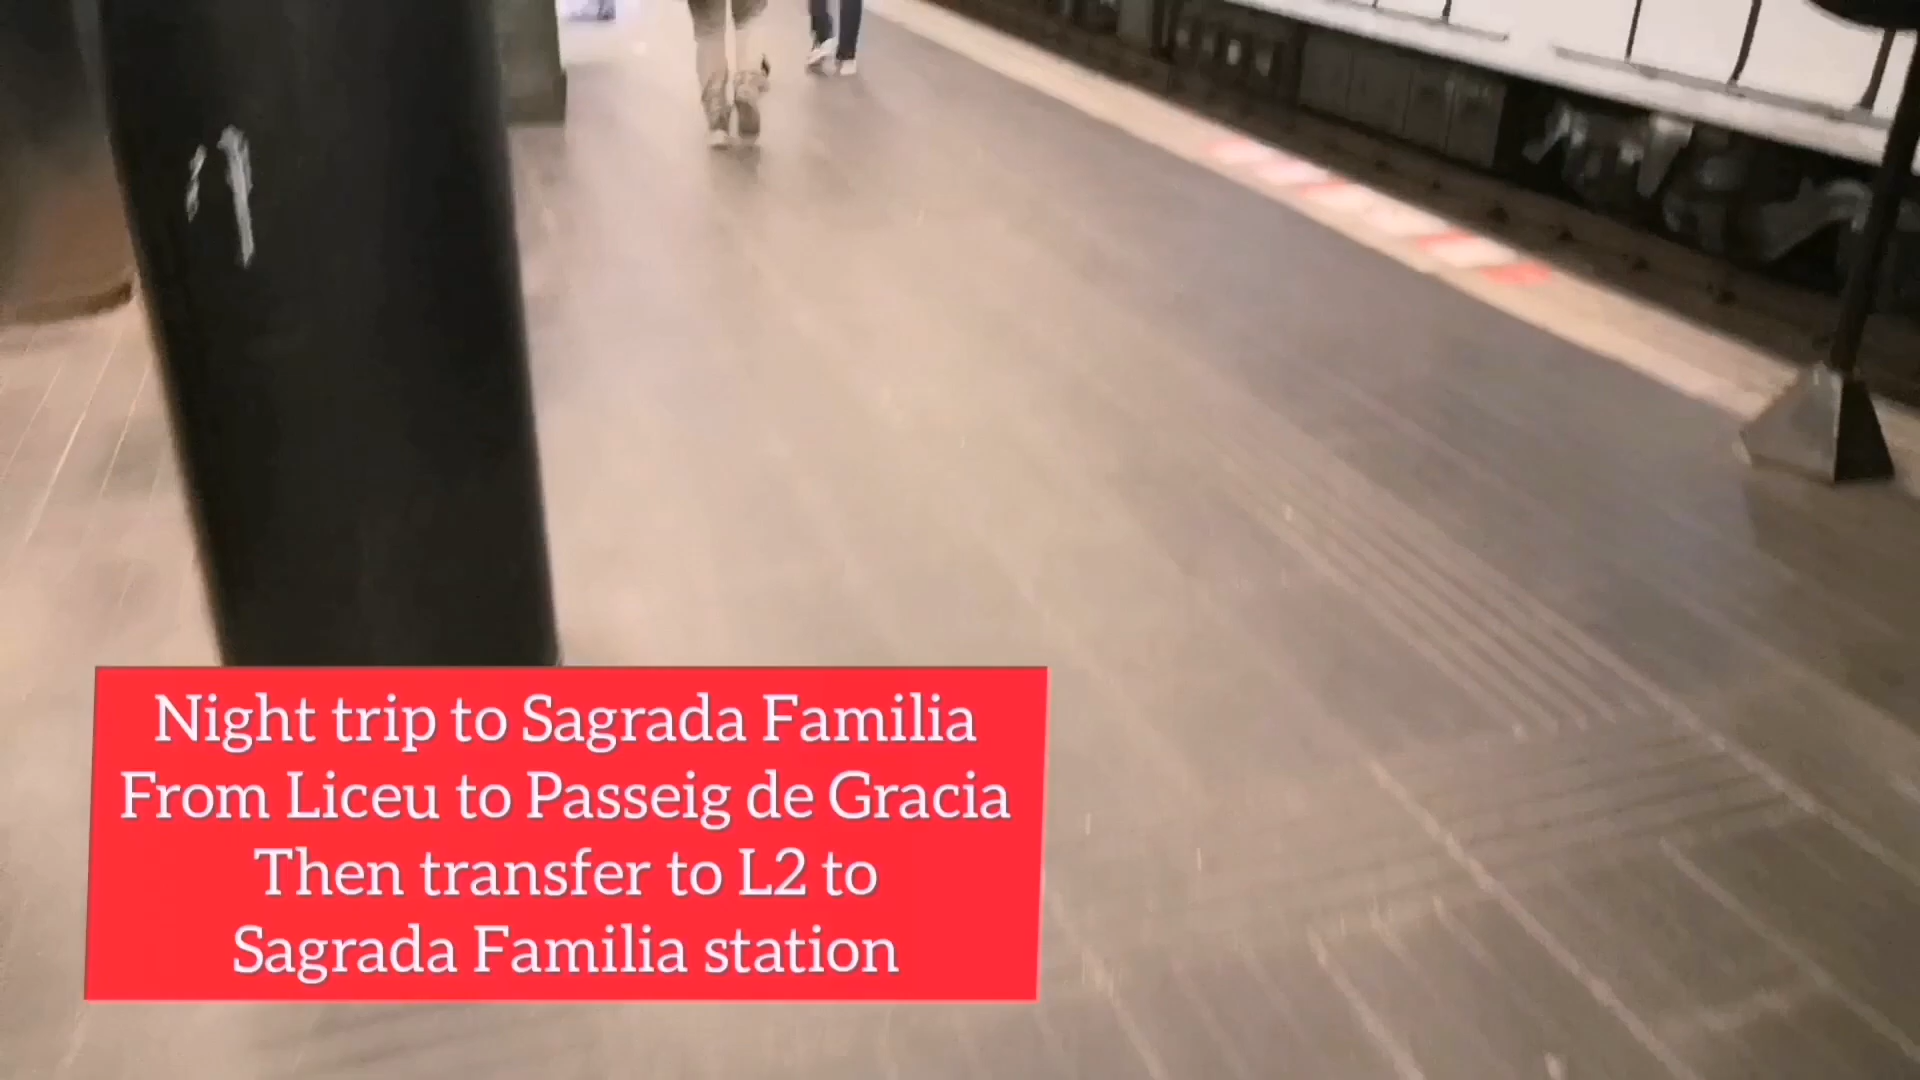 Night trip to Sagrada Familia
From Liceu to Passeig de Gracia
Then transfer to L2 to
Sagrada Familia station